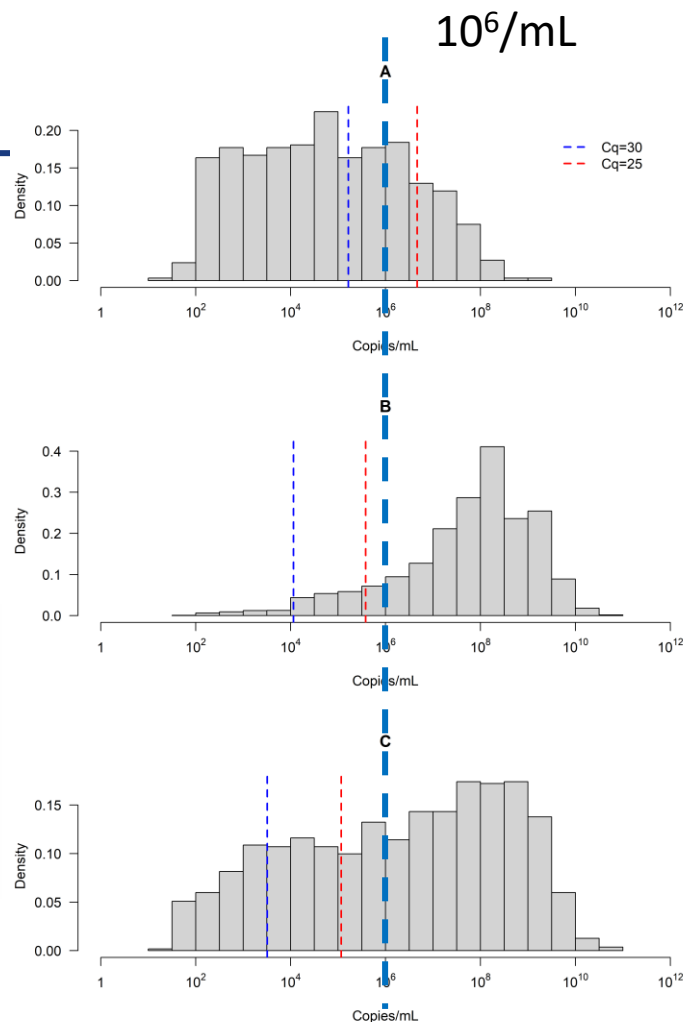 10⁶/mL
A
0.20
0.15
0.10
0.05
0.00
Density
Cq=30
Cq=25
1 10² 10⁴ 10⁶ 10⁸ 10¹⁰ 10¹²
Copies/mL
B
0.4
0.3
0.2
0.1
0.0
Density
1 10² 10⁴ 10⁶ 10⁸ 10¹⁰ 10¹²
Copies/mL
C
0.15
0.10
0.05
0.00
Density
1 10² 10⁴ 10⁶ 10⁸ 10¹⁰ 10¹²
Copies/mL